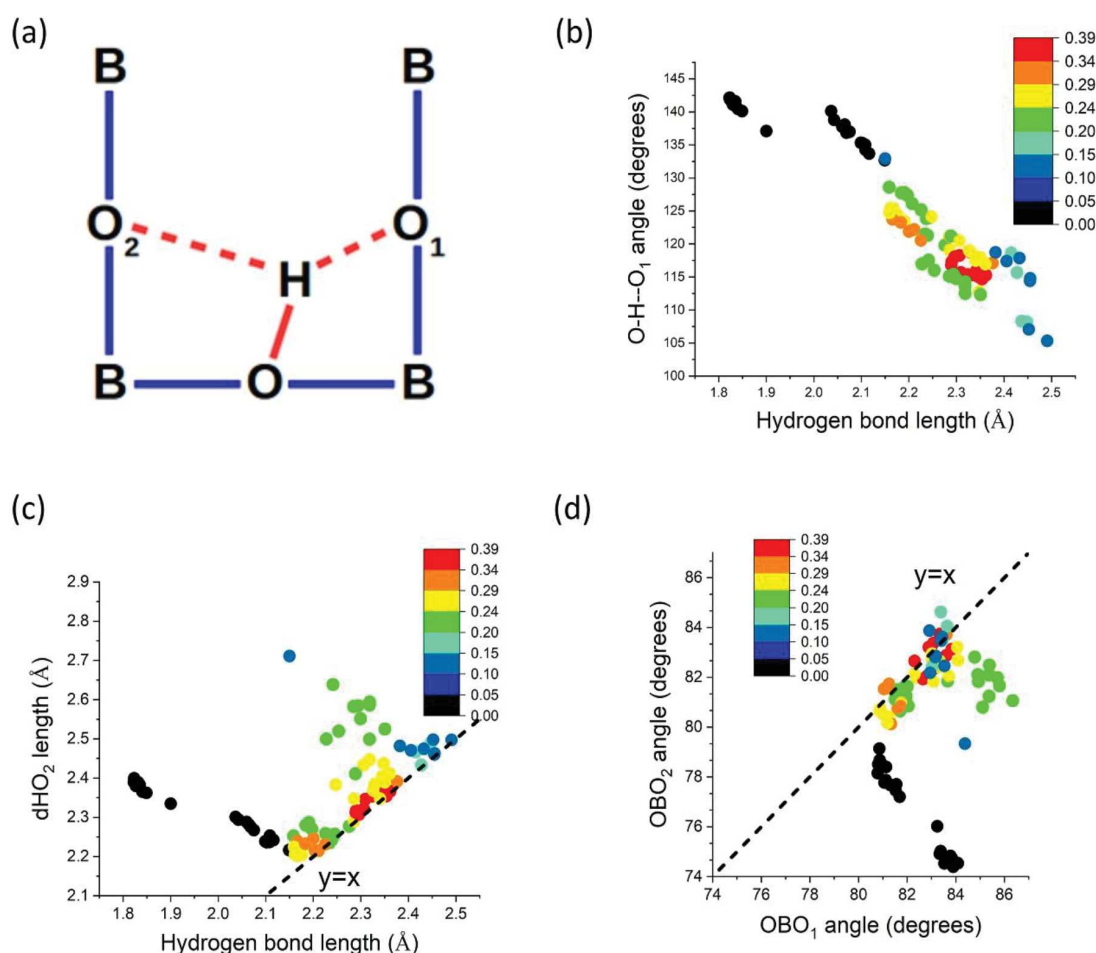 (a)
B B
O2 O1
H
B O B
(b)
O-H--O1 angle (degrees)
145
140
135
130
125
120
115
110
105
100
1.8 1.9 2.0 2.1 2.2 2.3 2.4 2.5
Hydrogen bond length (Å)
0.39
0.34
0.29
0.24
0.20
0.15
0.10
0.05
0.00
(c)
dHO2 length (Å)
2.9
2.8
2.7
2.6
2.5
2.4
2.3
2.2
2.1
1.8 1.9 2.0 2.1 2.2 2.3 2.4 2.5
Hydrogen bond length (Å)
y=x
0.39
0.34
0.29
0.24
0.20
0.15
0.10
0.05
0.00
(d)
OBO2 angle (degrees)
86
84
82
80
78
76
74
74 76 78 80 82 84 86
OBO1 angle (degrees)
y=x
0.39
0.34
0.29
0.24
0.20
0.15
0.10
0.05
0.00